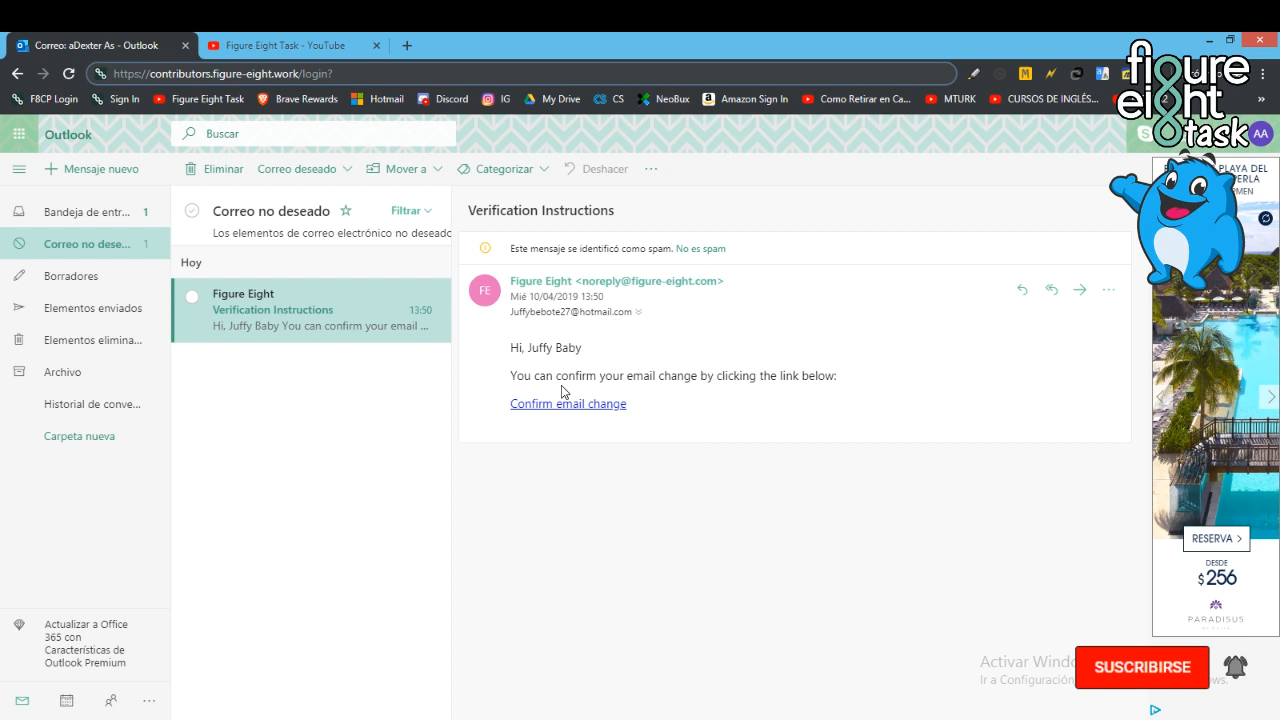 Correo: aDexter As - Outlook
Figure Eight Task - YouTube
https://contributors.figure-eight.work/login?
F8CP Login
Sign In
Figure Eight Task
Brave Rewards
Hotmail
Discord
IG
My Drive
CS
NeoBux
Amazon Sign In
Como Retirar en Ca...
MTURK
CURSOS DE INGLÉS...
figure
eight
task
Outlook
Buscar
AA
Mensaje nuevo
Eliminar
Correo deseado
Mover a
Categorizar
Deshacer
Bandeja de entr... 1
Correo no dese... 1
Borradores
Elementos enviados
Elementos elimina...
Archivo
Historial de conve...
Carpeta nueva
Actualizar a Office
365 con
Características de
Outlook Premium
Correo no deseado
Filtrar
Los elementos de correo electrónico no deseado
Hoy
Figure Eight
Verification Instructions 13:50
Hi, Juffy Baby You can confirm your email ...
Verification Instructions
Este mensaje se identificó como spam. No es spam
FE
Figure Eight <noreply@figure-eight.com>
Mié 10/04/2019 13:50
Juffybebote27@hotmail.com
Hi, Juffy Baby
You can confirm your email change by clicking the link below:
Confirm email change
PLAYA DEL
RESERVA
DESDE
$256
PARADISUS
Activar Windo
Ir a Configuración
SUSCRIBIRSE